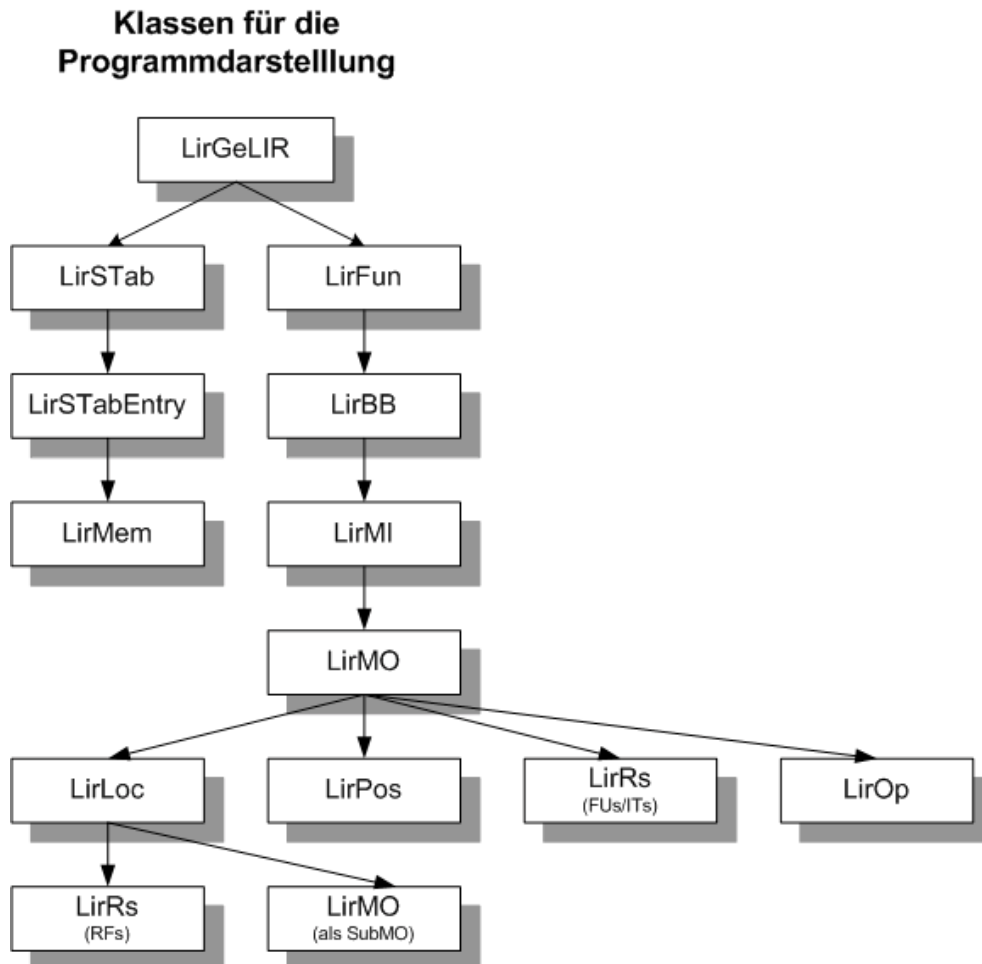 Klassen für die
Programmdarstelllung
LirGeLIR
LirSTab
LirFun
LirSTabEntry
LirBB
LirMem
LirMI
LirMO
LirLoc
LirPos
LirRs
(FUs/ITs)
LirOp
LirRs
(RFs)
LirMO
(als SubMO)